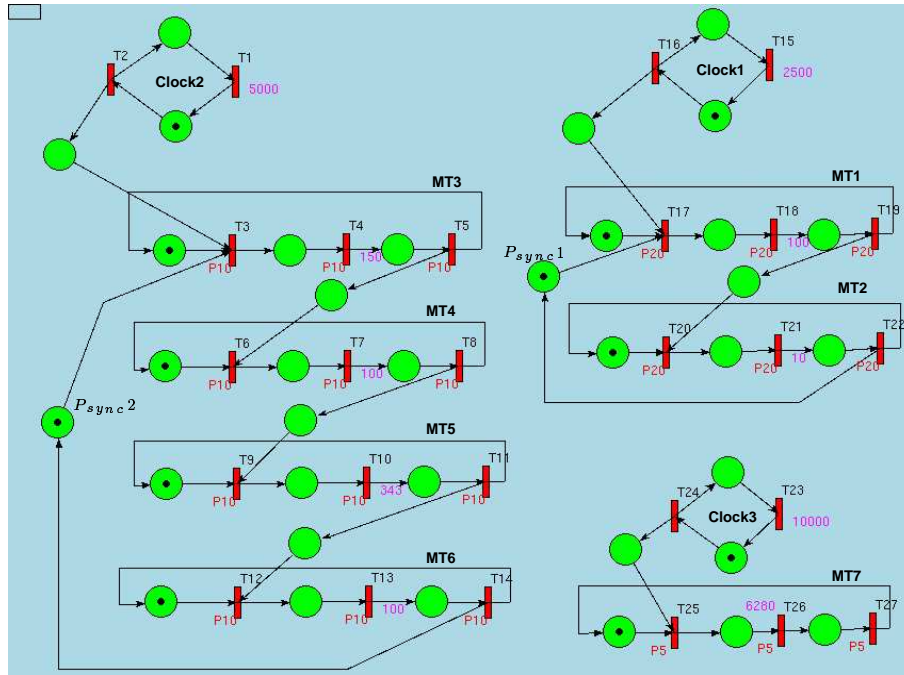 T2
T1
Clock2
5000
T16
T15
Clock1
2500
MT3
T3
T4
T5
P10
P10
150
P10
MT1
T17
T18
T19
P20
P20
100
P20
Psync1
MT4
T6
T7
T8
P10
P10
100
P10
MT2
T20
T21
T22
P20
P20
10
P20
Psync2
MT5
T9
T10
T11
P10
P10
343
P10
T24
T23
Clock3
10000
MT6
T12
T13
T14
P10
P10
100
P10
MT7
T25
6280
T26
T27
P5
P5
P5